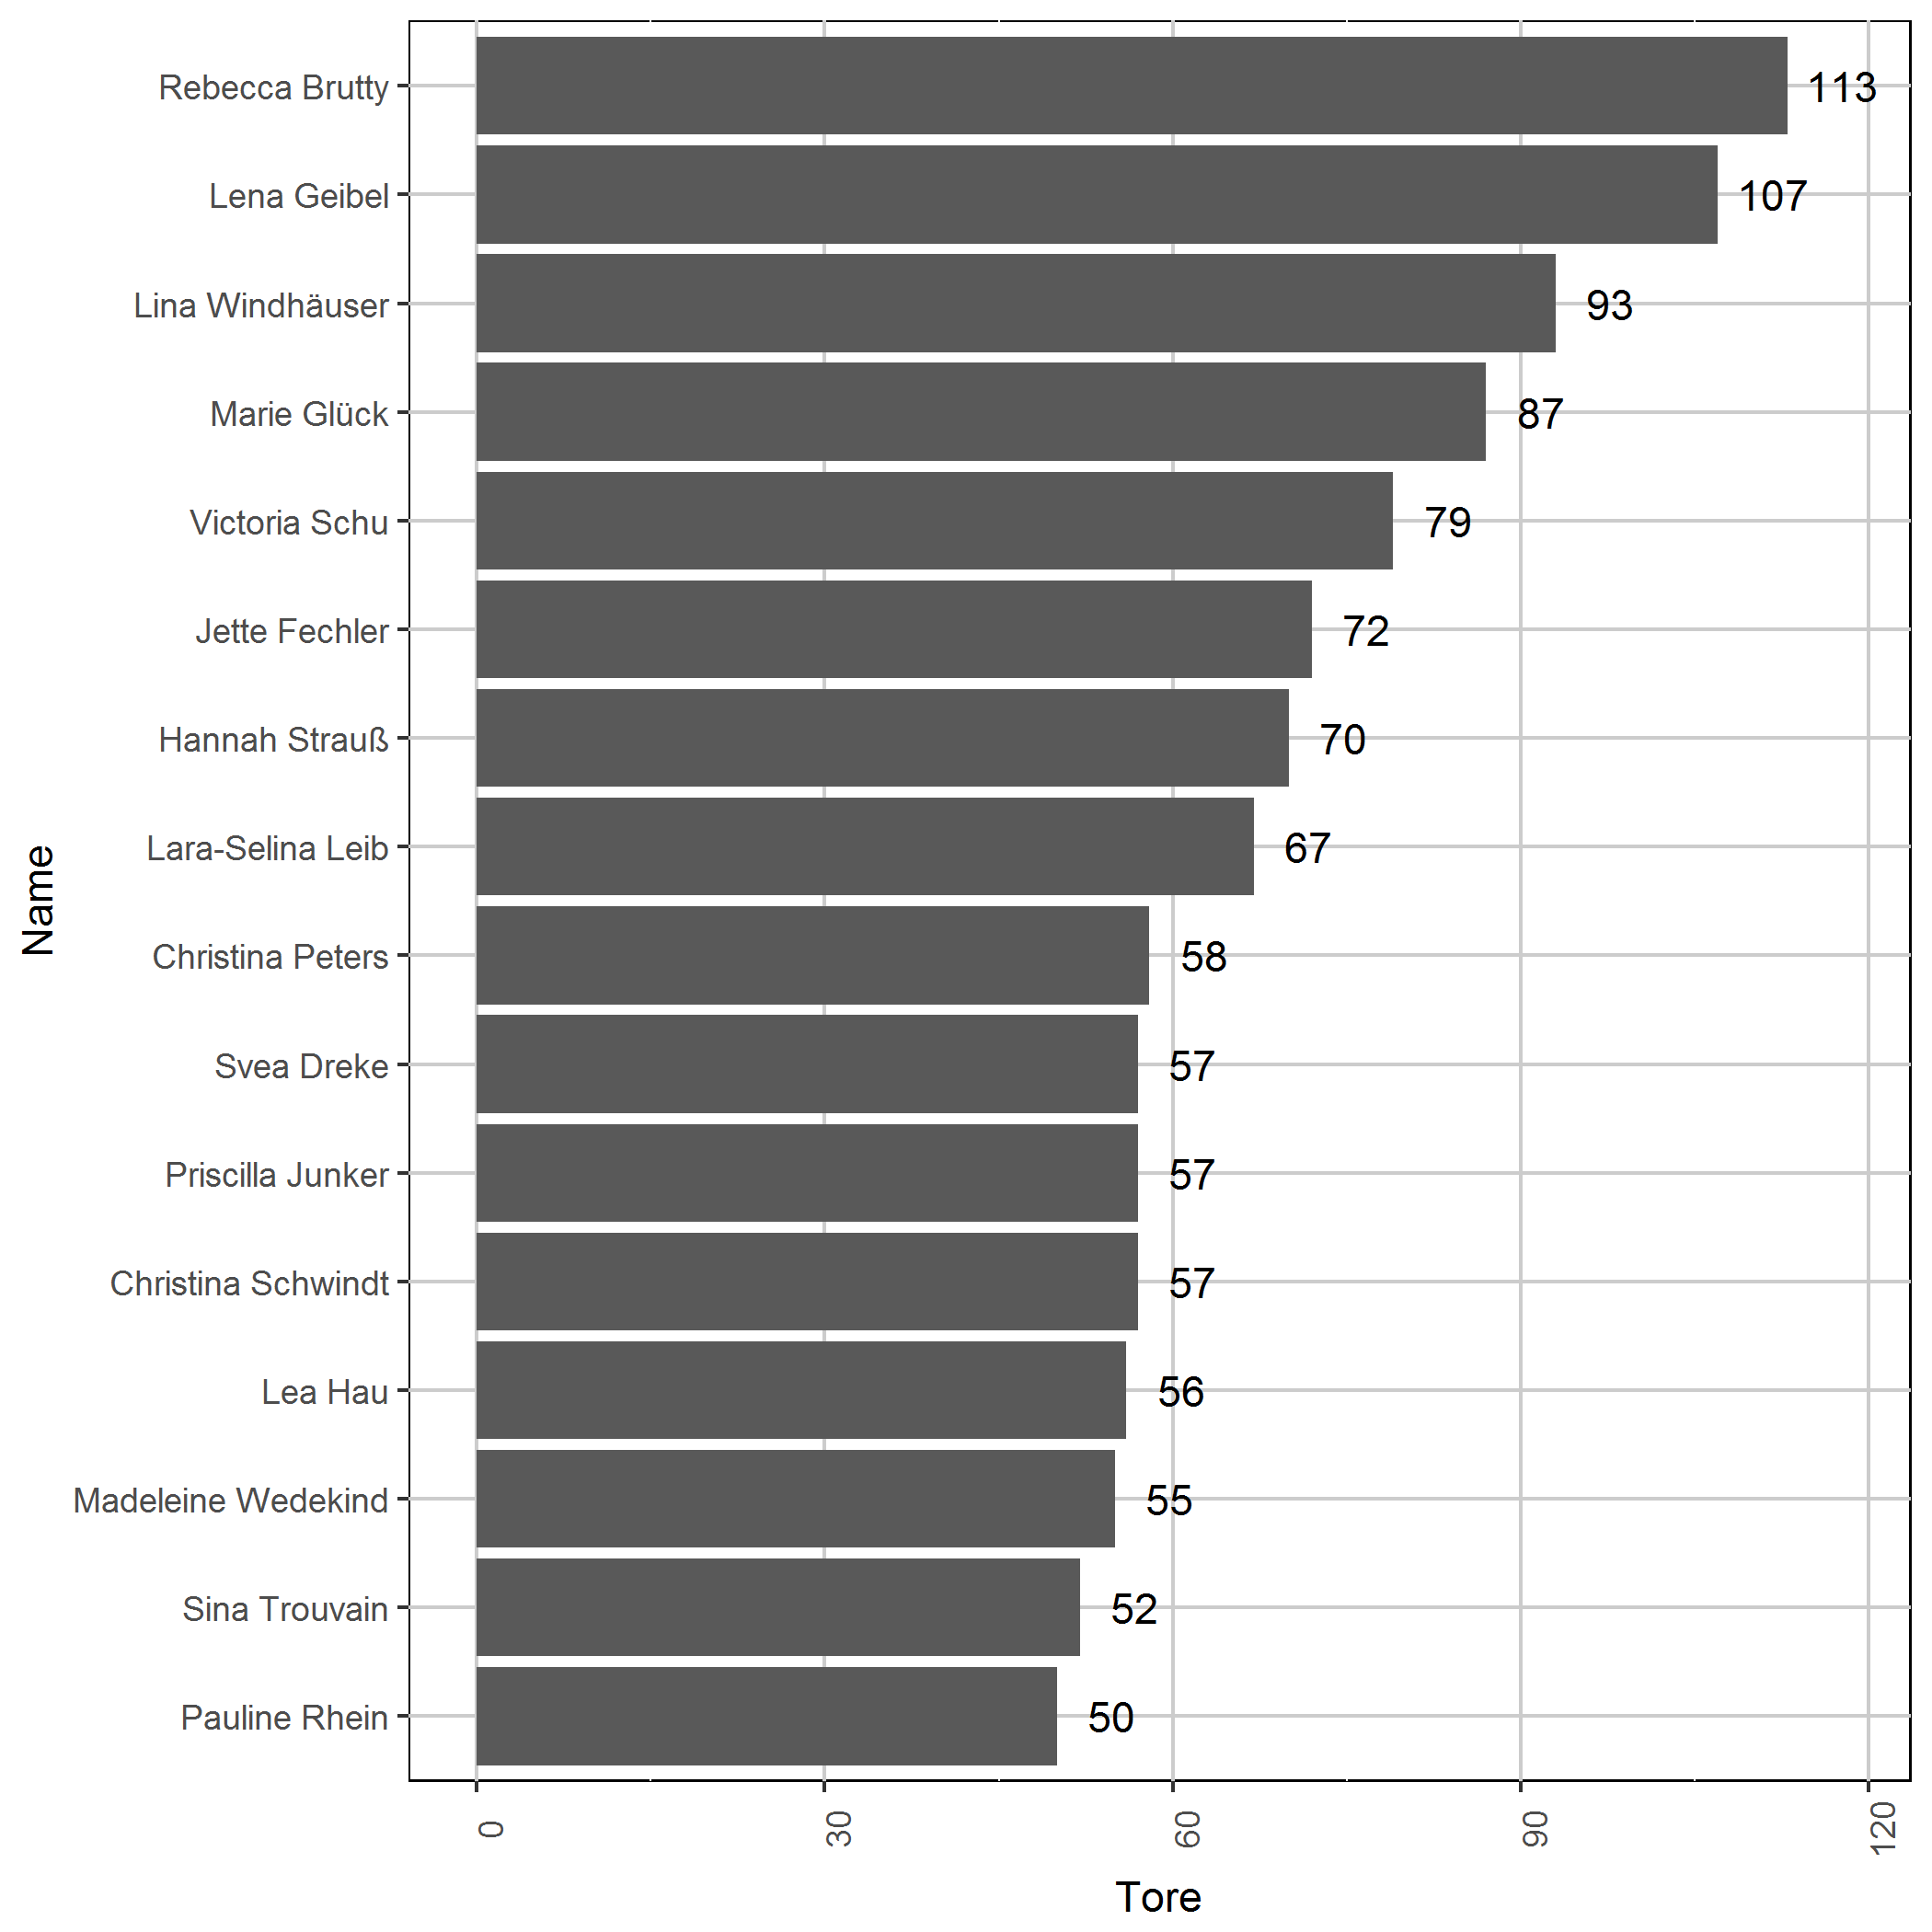 Name
Rebecca Brutty 113
Lena Geibel 107
Lina Windhäuser 93
Marie Glück 87
Victoria Schu 79
Jette Fechler 72
Hannah Strauß 70
Lara-Selina Leib 67
Christina Peters 58
Svea Dreke 57
Priscilla Junker 57
Christina Schwindt 57
Lea Hau 56
Madeleine Wedekind 55
Sina Trouvain 52
Pauline Rhein 50
0 30 60 90 120
Tore